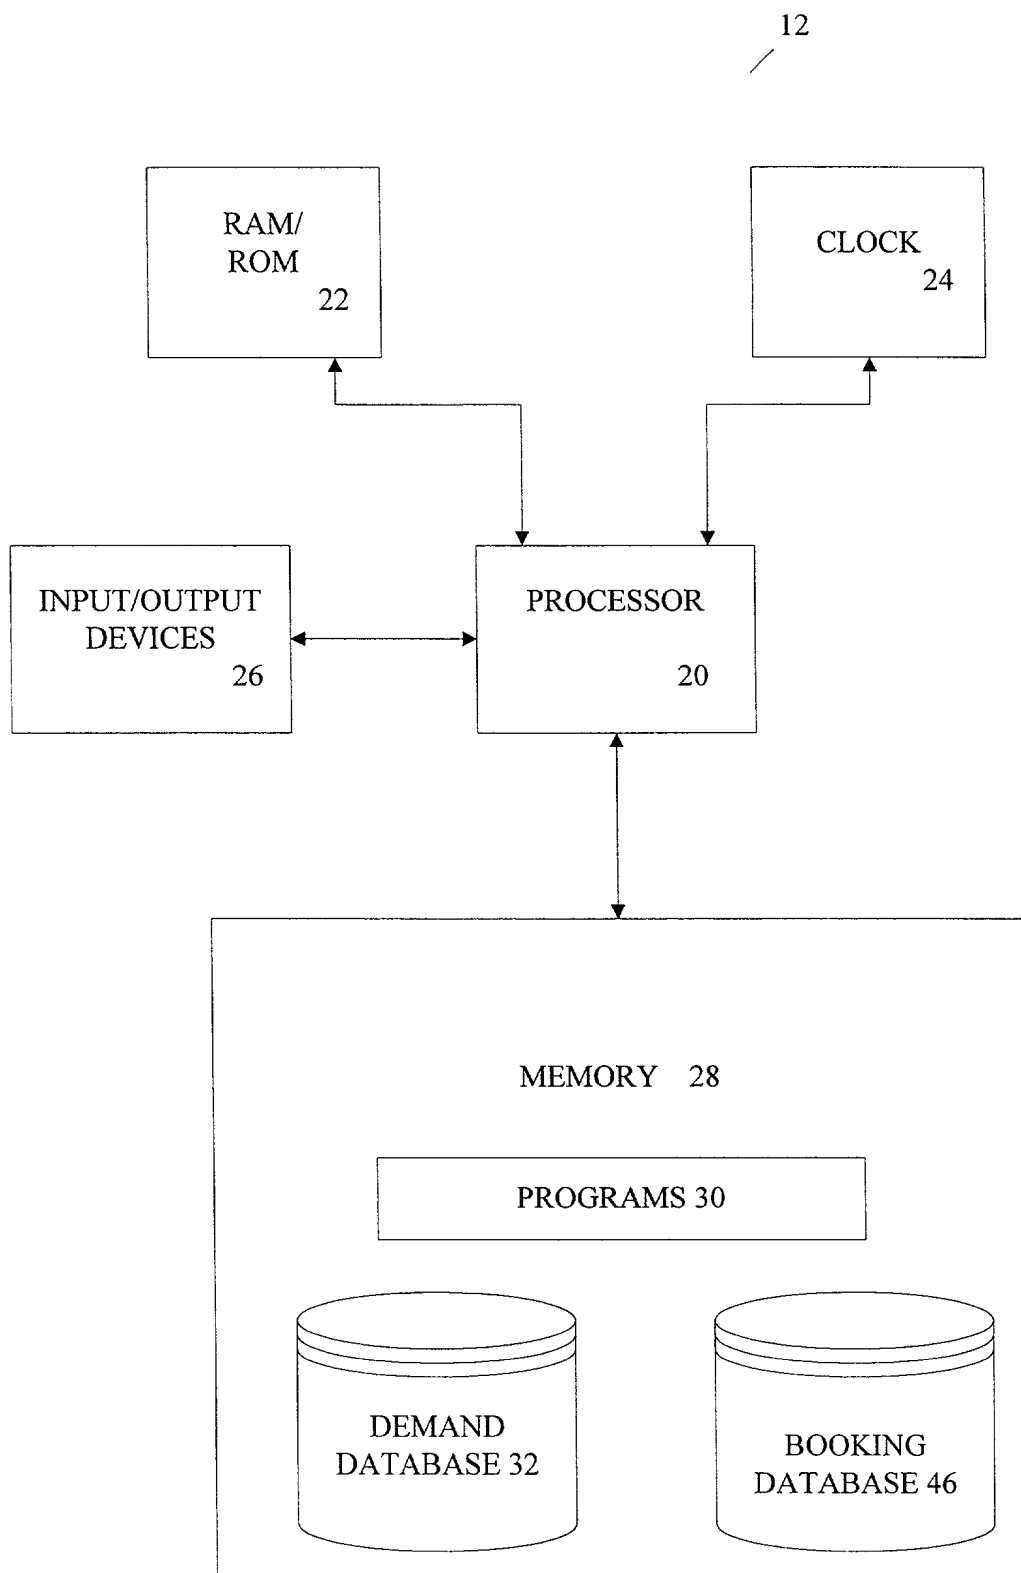 12
RAM/
ROM
22
CLOCK
24
INPUT/OUTPUT
DEVICES
26
PROCESSOR
20
MEMORY 28
PROGRAMS 30
DEMAND
DATABASE 32
BOOKING
DATABASE 46